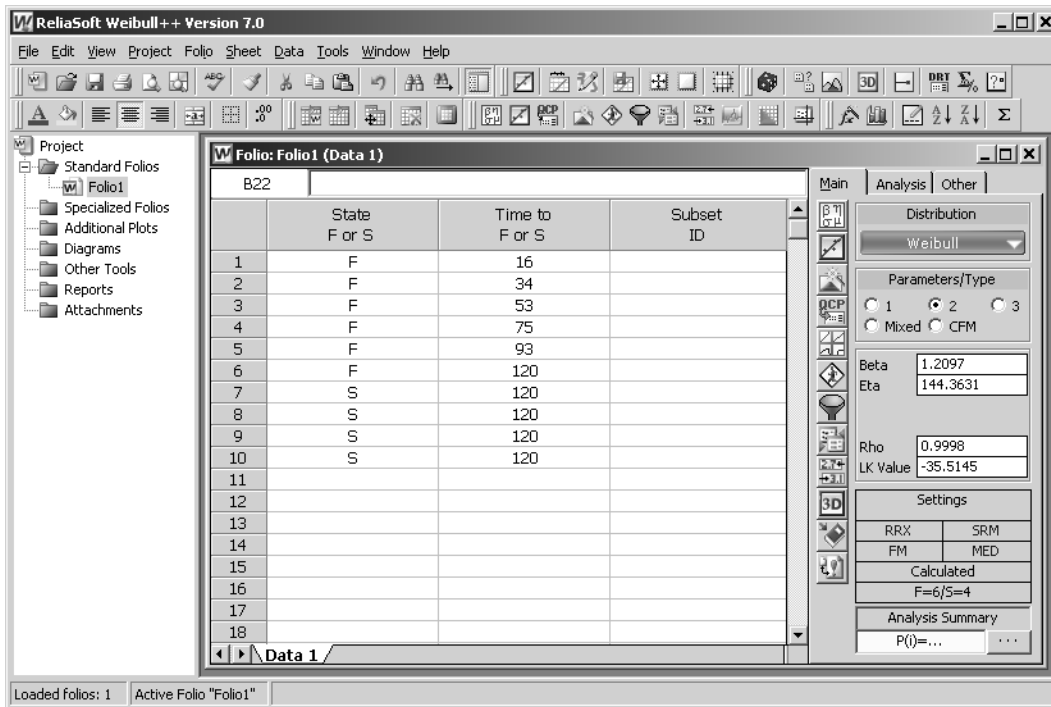 ReliaSoft Weibull++ Version 7.0
File Edit View Project Folio Sheet Data Tools Window Help
Project
Standard Folios
Folio1
Specialized Folios
Additional Plots
Diagrams
Other Tools
Reports
Attachments
Folio: Folio1 (Data 1)
B22
State F or S Time to F or S Subset ID
1 F 16
2 F 34
3 F 53
4 F 75
5 F 93
6 F 120
7 S 120
8 S 120
9 S 120
10 S 120
11
12
13
14
15
16
17
18
Data 1
Main Analysis Other
Distribution
Weibull
Parameters/Type
1 2 3
Mixed CFM
Beta 1.2097
Eta 144.3631
Rho 0.9998
LK Value -35.5145
Settings
RRX SRM
FM MED
Calculated
F=6/S=4
Analysis Summary
P(i)=... ...
QCP
3D
Loaded folios: 1 Active Folio "Folio1"